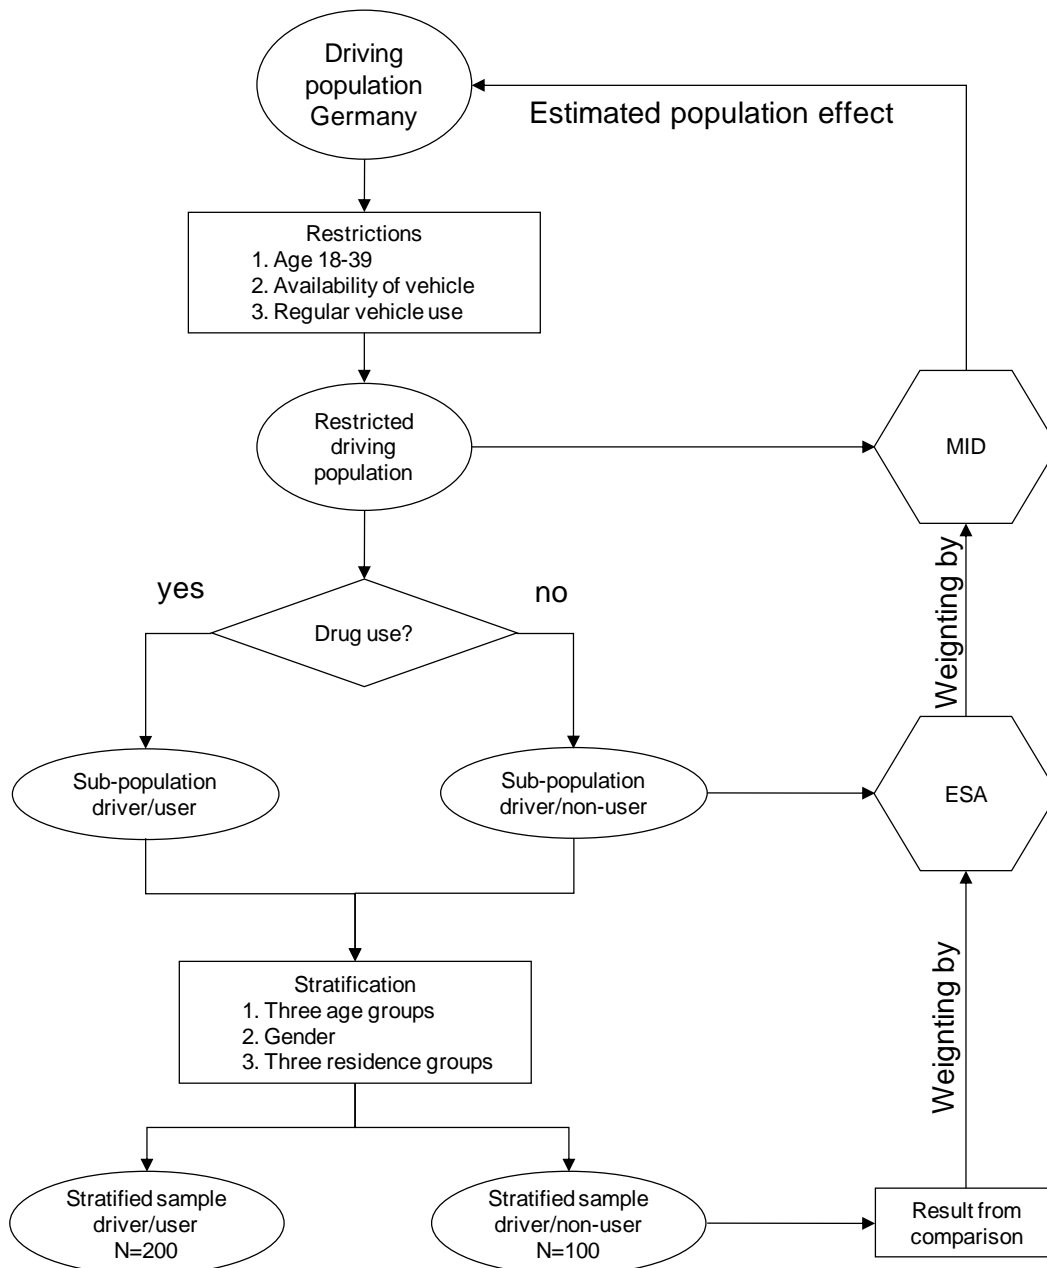 Driving
population
Germany
Estimated population effect
Restrictions
1. Age 18-39
2. Availability of vehicle
3. Regular vehicle use
Restricted
driving
population
MID
Weignting by
yes
no
Drug use?
Sub-population
driver/user
Sub-population
driver/non-user
ESA
Weignting by
Stratification
1. Three age groups
2. Gender
3. Three residence groups
Stratified sample
driver/user
N=200
Stratified sample
driver/non-user
N=100
Result from
comparison